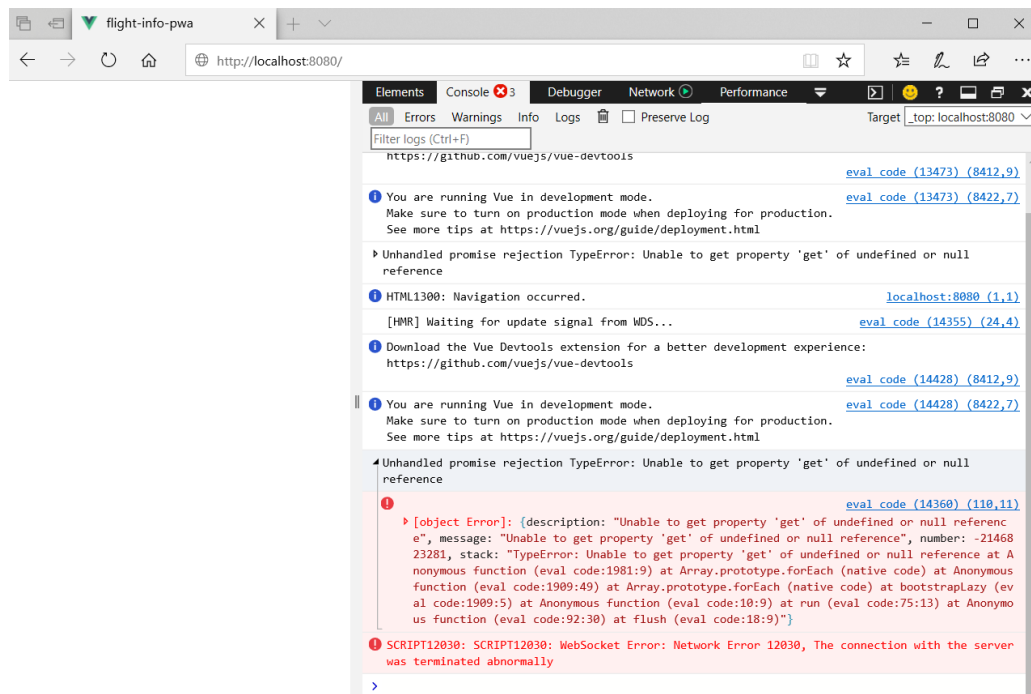 flight-info-pwa
http://localhost:8080/
Elements Console 3 Debugger Network Performance
All Errors Warnings Info Logs Preserve Log Target _top: localhost:8080
Filter logs (Ctrl+F)
https://github.com/vuejs/vue-devtools
eval code (13473) (8412,9)
You are running Vue in development mode. eval code (13473) (8422,7)
Make sure to turn on production mode when deploying for production.
See more tips at https://vuejs.org/guide/deployment.html
Unhandled promise rejection TypeError: Unable to get property 'get' of undefined or null
reference
HTML1300: Navigation occurred. localhost:8080 (1,1)
[HMR] Waiting for update signal from WDS... eval code (14355) (24,4)
Download the Vue Devtools extension for a better development experience:
https://github.com/vuejs/vue-devtools
eval code (14428) (8412,9)
You are running Vue in development mode. eval code (14428) (8422,7)
Make sure to turn on production mode when deploying for production.
See more tips at https://vuejs.org/guide/deployment.html
Unhandled promise rejection TypeError: Unable to get property 'get' of undefined or null
reference
eval code (14360) (110,11)
[object Error]: {description: "Unable to get property 'get' of undefined or null referenc
e", message: "Unable to get property 'get' of undefined or null reference", number: -21468
23281, stack: "TypeError: Unable to get property 'get' of undefined or null reference at A
nonymous function (eval code:1981:9) at Array.prototype.forEach (native code) at Anonymous
function (eval code:1909:49) at Array.prototype.forEach (native code) at bootstrapLazy (ev
al code:1909:5) at Anonymous function (eval code:10:9) at run (eval code:75:13) at Anonymo
us function (eval code:92:30) at flush (eval code:18:9)"}
SCRIPT12030: SCRIPT12030: WebSocket Error: Network Error 12030, The connection with the server
was terminated abnormally